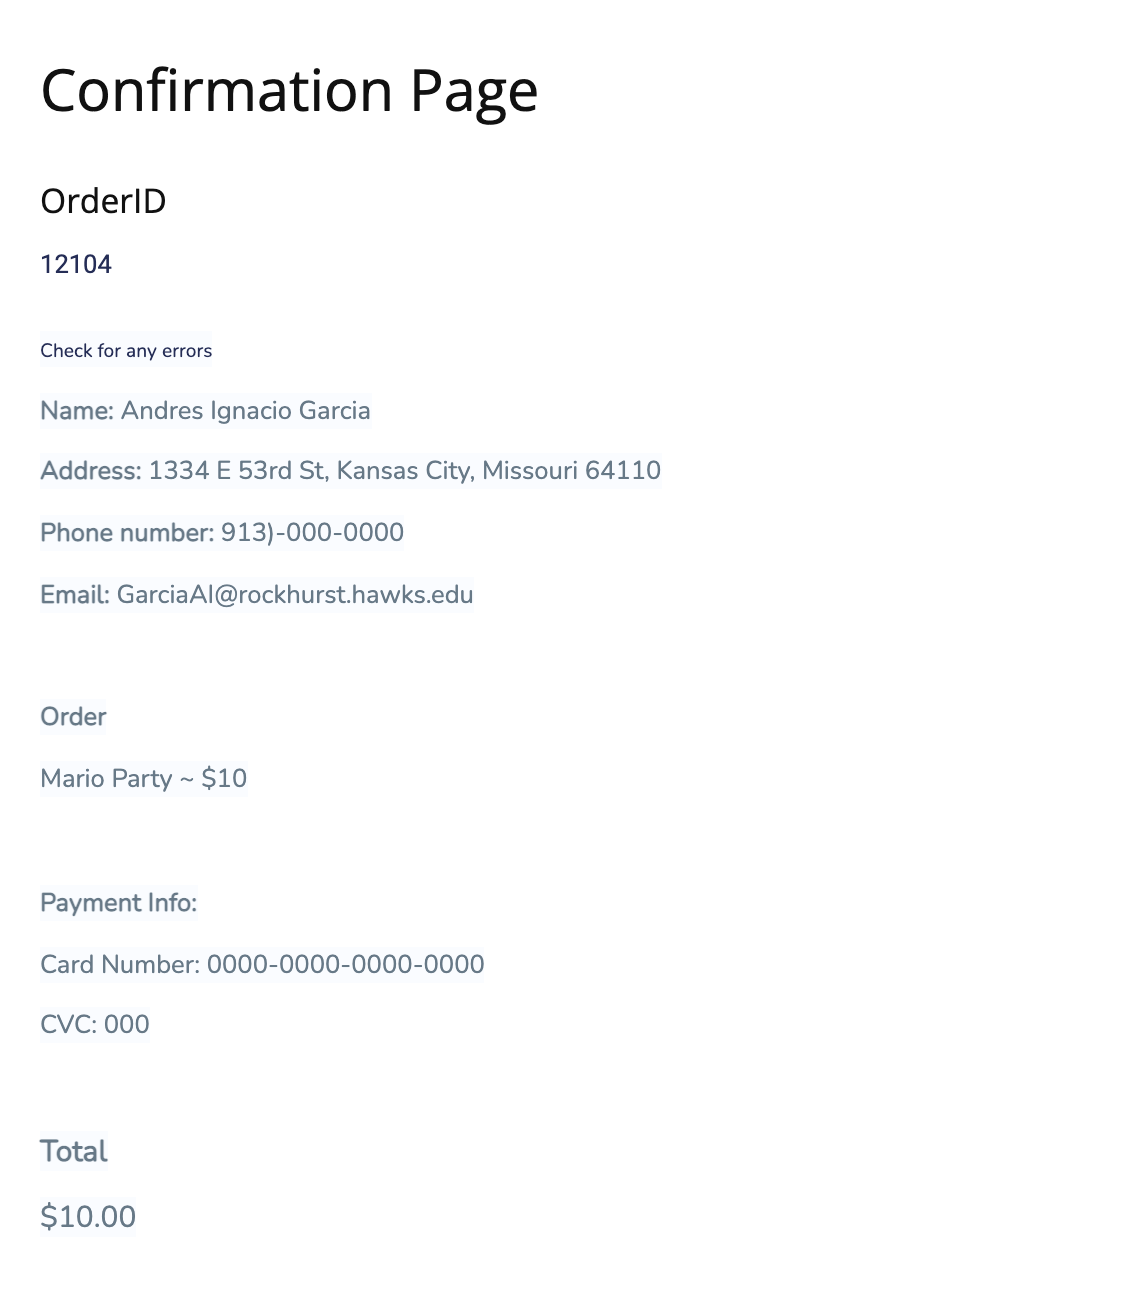 Confirmation Page
OrderID
12104
Check for any errors
Name: Andres Ignacio Garcia
Address: 1334 E 53rd St, Kansas City, Missouri 64110
Phone number: 913)-000-0000
Email: GarciaAI@rockhurst.hawks.edu
Order
Mario Party ~ $10
Payment Info:
Card Number: 0000-0000-0000-0000
CVC: 000
Total
$10.00